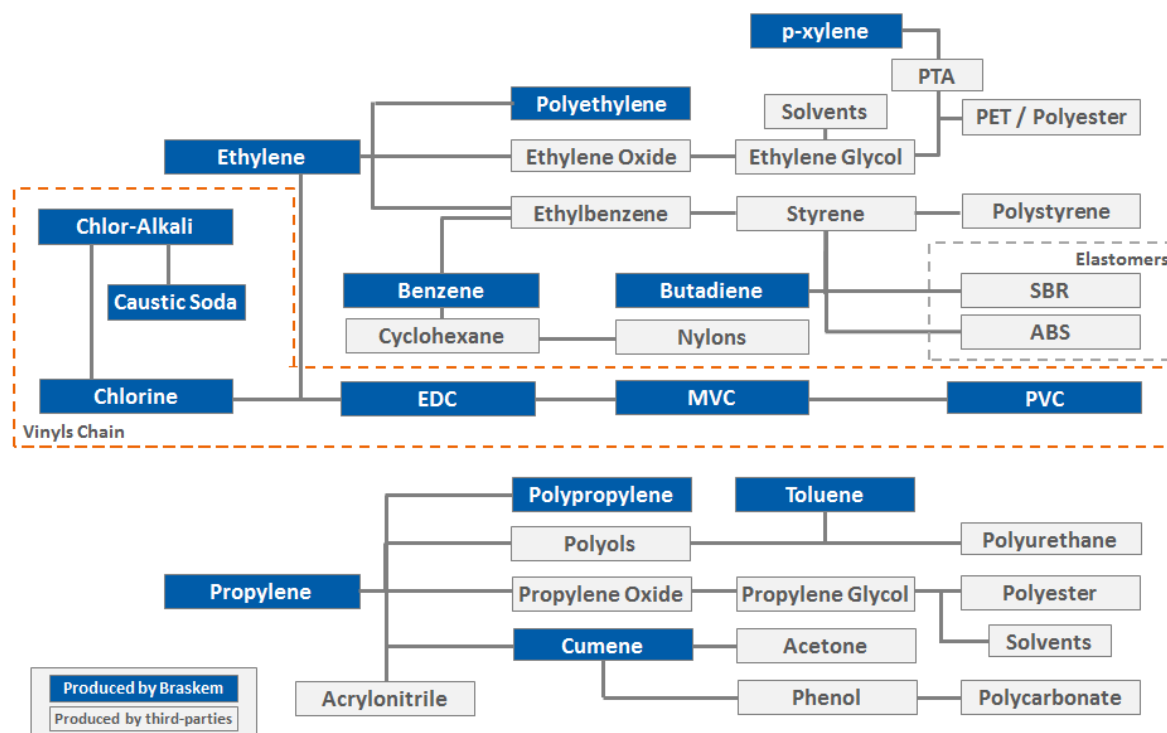 p-xylene
PTA
Polyethylene
Solvents
PET / Polyester
Ethylene
Ethylene Oxide
Ethylene Glycol
Chlor-Alkali
Ethylbenzene
Styrene
Polystyrene
Elastomers
Caustic Soda
Benzene
Butadiene
SBR
Cyclohexane
Nylons
ABS
Chlorine
EDC
MVC
PVC
Vinyls Chain
Polypropylene
Toluene
Polyols
Polyurethane
Propylene
Propylene Oxide
Propylene Glycol
Polyester
Cumene
Acetone
Solvents
Acrylonitrile
Phenol
Polycarbonate
Produced by Braskem
Produced by third-parties